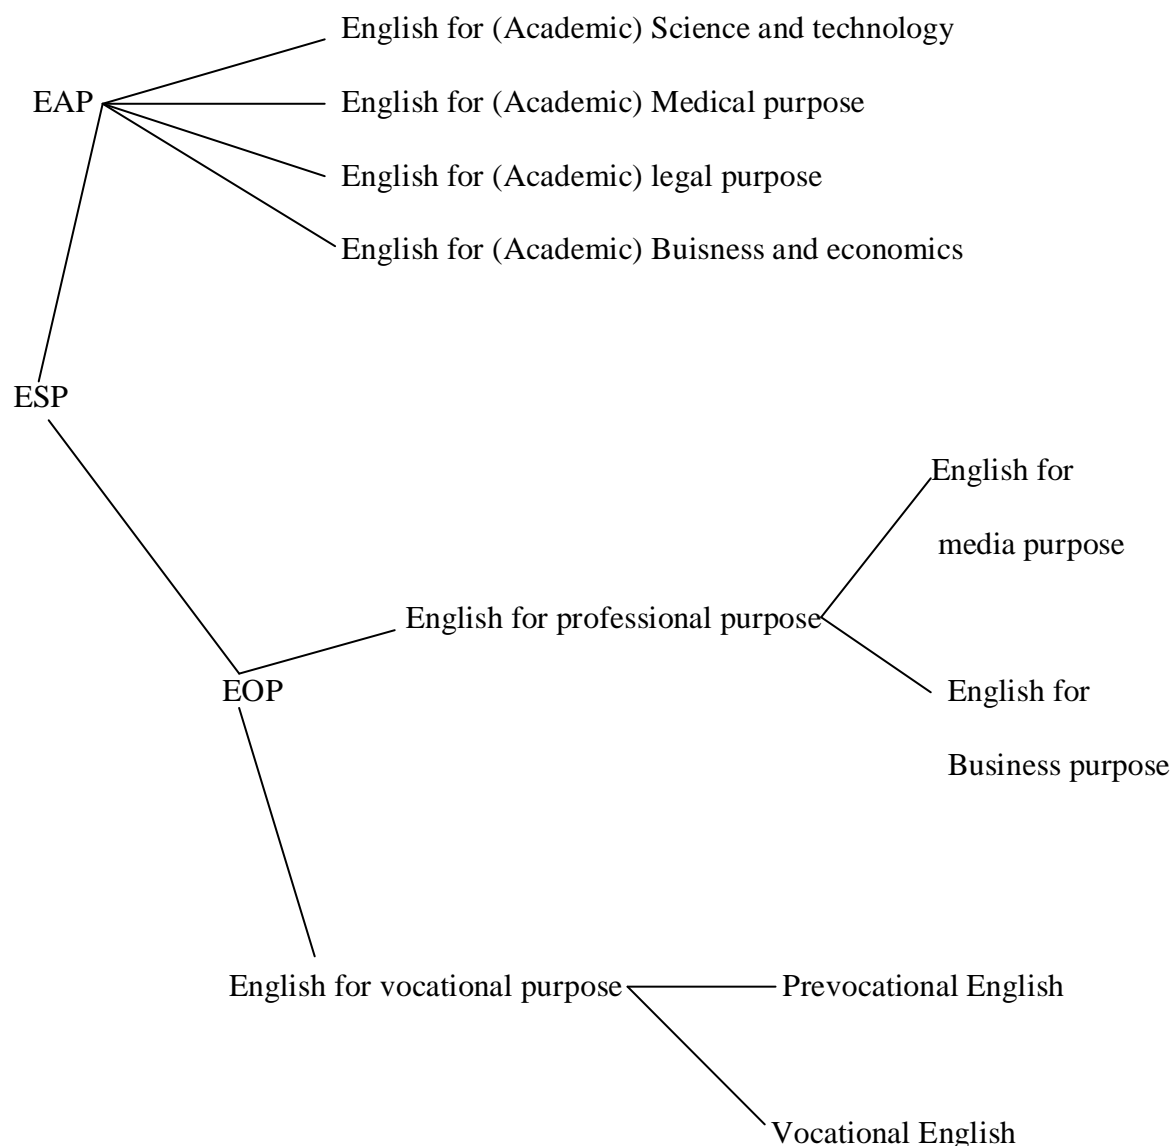 English for (Academic) Science and technology
EAP
English for (Academic) Medical purpose
English for (Academic) legal purpose
English for (Academic) Buisness and economics
ESP
English for
media purpose
English for professional purpose
EOP
English for
Business purpose
English for vocational purpose
Prevocational English
Vocational English